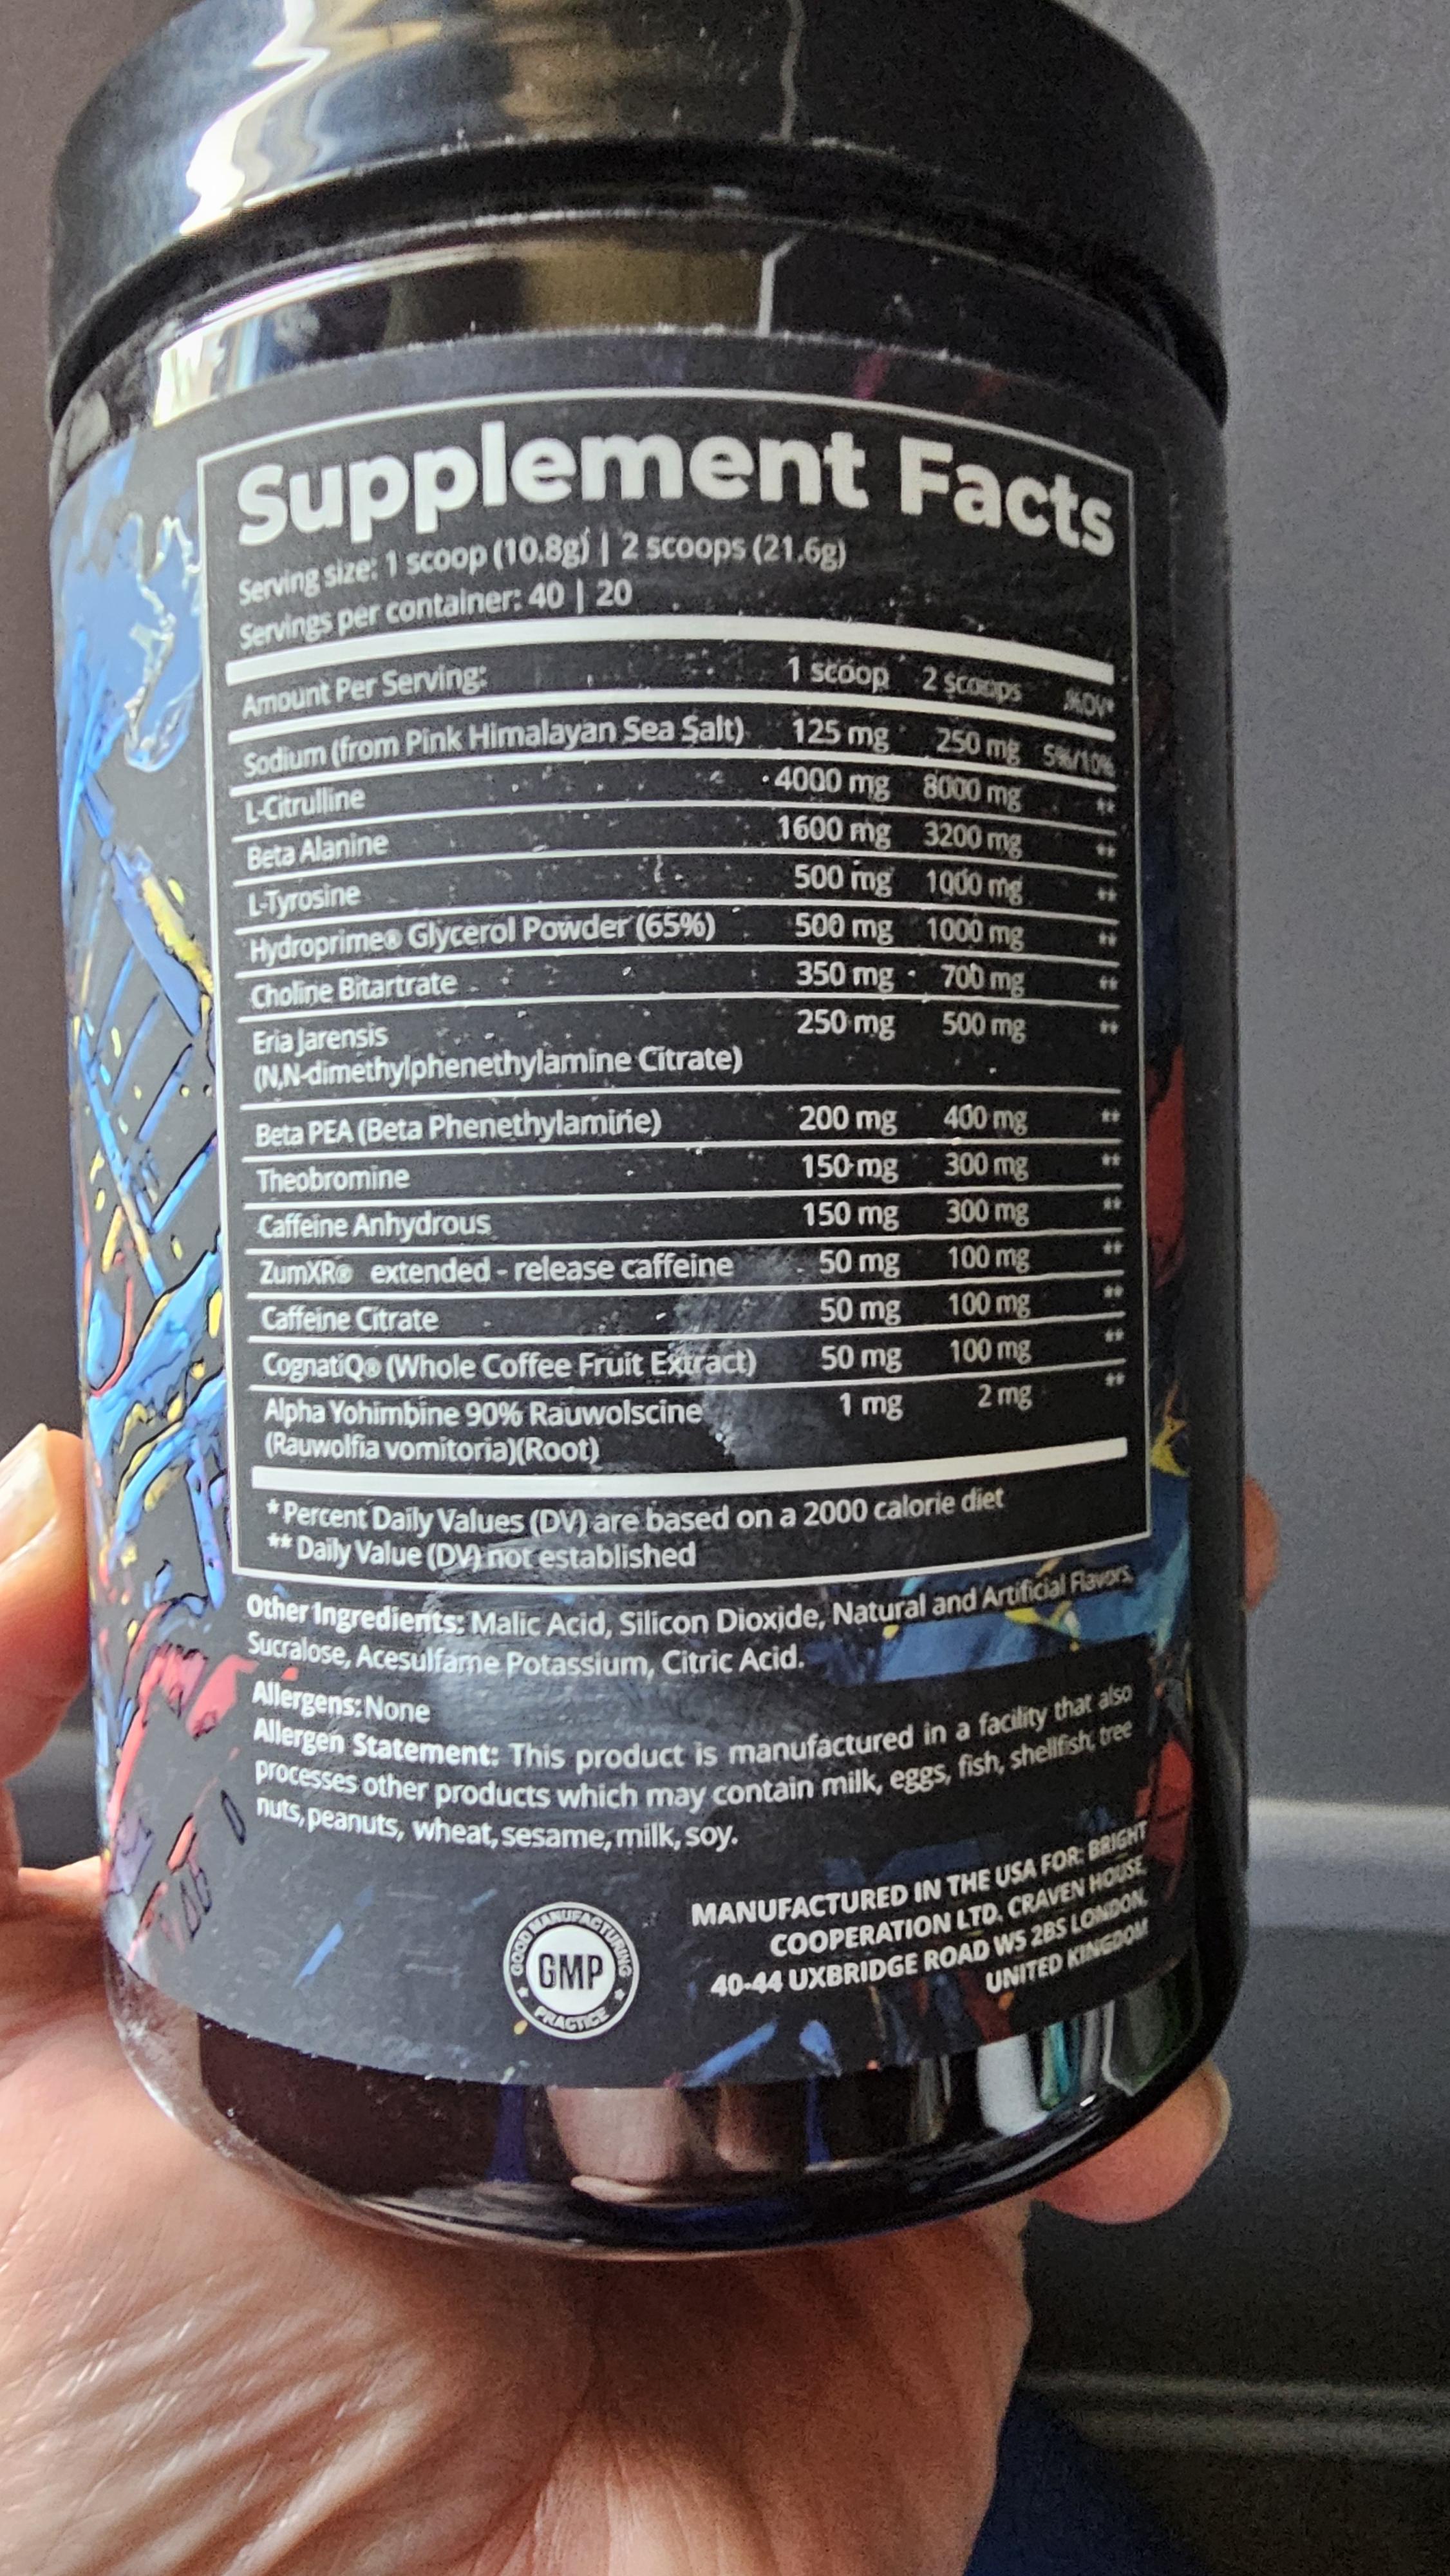 Supplement Facts
Serving size: 1 scoop (10.8g) | 2 scoops (21.6g)
Servings per container: 40 | 20
Amount Per Serving: 1 scoop 2 scoops %DV*
Sodium (from Pink Himalayan Sea Salt) 125 mg 250 mg 5%/10%
L-Citrulline 4000 mg 8000 mg **
Beta Alanine 1600 mg 3200 mg **
L-Tyrosine 500 mg 1000 mg **
Hydroprime® Glycerol Powder (65%) 500 mg 1000 mg **
Choline Bitartrate 350 mg 700 mg **
Eria Jarensis 250 mg 500 mg **
(N,N-dimethylphenethylamine Citrate)
Beta PEA (Beta Phenethylamine) 200 mg 400 mg **
Theobromine 150 mg 300 mg **
Caffeine Anhydrous 150 mg 300 mg **
ZumXR® extended - release caffeine 50 mg 100 mg **
Caffeine Citrate 50 mg 100 mg **
CognatiQ® (Whole Coffee Fruit Extract) 50 mg 100 mg **
Alpha Yohimbine 90% Rauwolscine 1 mg 2 mg **
(Rauwolfia vomitoria)(Root)
* Percent Daily Values (DV) are based on a 2000 calorie diet
** Daily Value (DV) not established
Other Ingredients: Malic Acid, Silicon Dioxide, Natural and Artificial Flavors,
Sucralose, Acesulfame Potassium, Citric Acid.
Allergens: None
Allergen Statement: This product is manufactured in a facility that also
processes other products which may contain milk, eggs, fish, shellfish, tree
nuts, peanuts, wheat, sesame, milk, soy.
GOOD MANUFACTURING
GMP
PRACTICE
MANUFACTURED IN THE USA FOR: BRIGHT
COOPERATION LTD. CRAVEN HOUSE,
40-44 UXBRIDGE ROAD W5 2BS LONDON,
UNITED KINGDOM